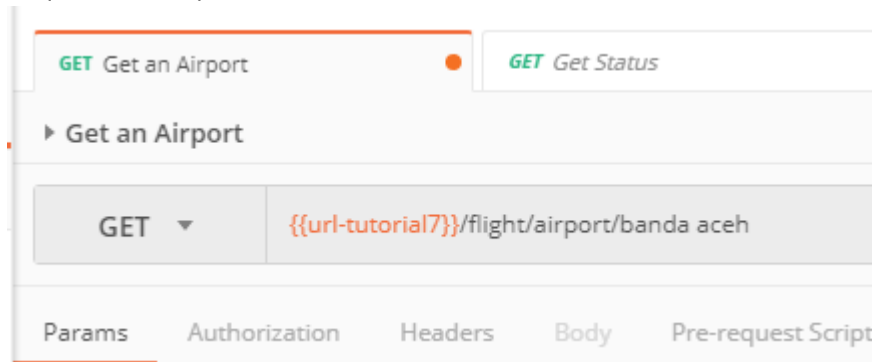 GET Get an Airport GET Get Status
Get an Airport
GET {{url-tutorial7}}/flight/airport/banda aceh
Params Authorization Headers Body Pre-request Script